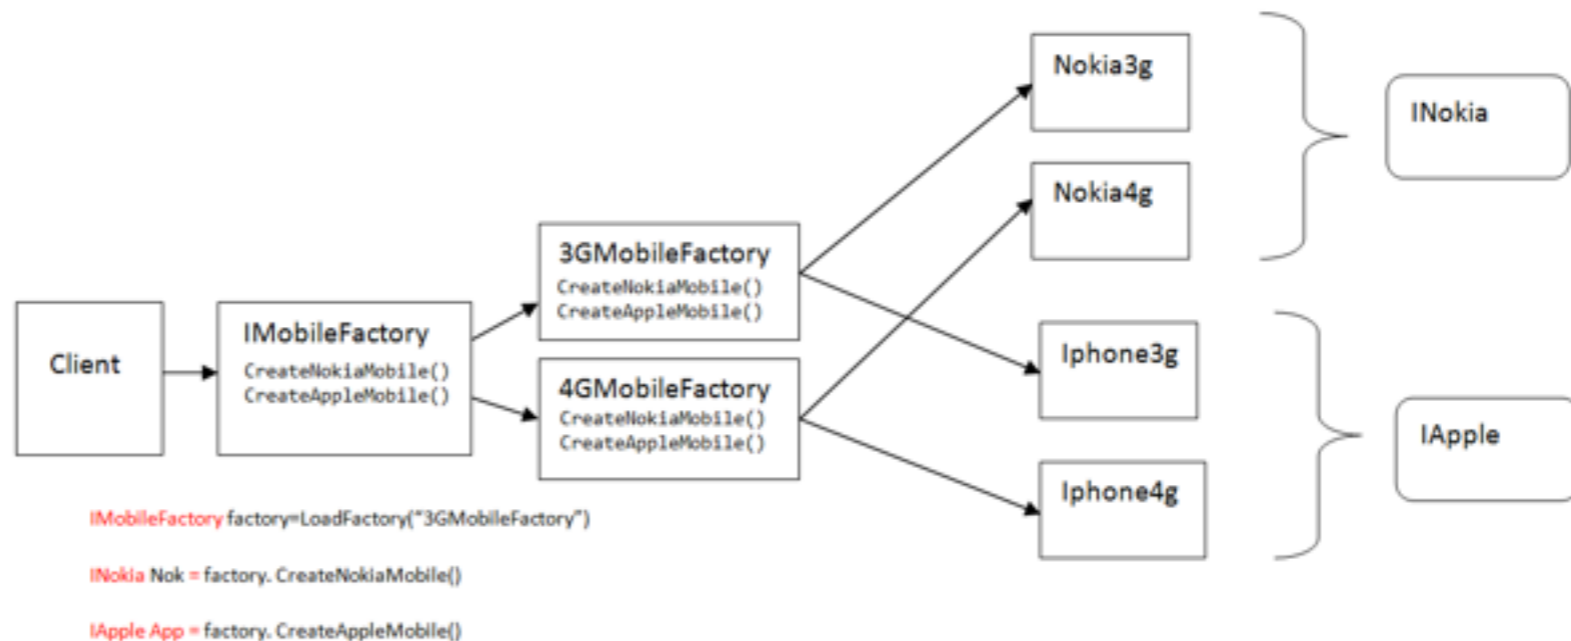 Client
IMobileFactory
CreateNokiaMobile()
CreateAppleMobile()
3GMobileFactory
CreateNokiaMobile()
CreateAppleMobile()
4GMobileFactory
CreateNokiaMobile()
CreateAppleMobile()
Nokia3g
Nokia4g
Iphone3g
Iphone4g
INokia
IApple
IMobileFactory factory=LoadFactory(“3GMobileFactory”)
INokia Nok = factory. CreateNokiaMobile()
IApple App = factory. CreateAppleMobile()